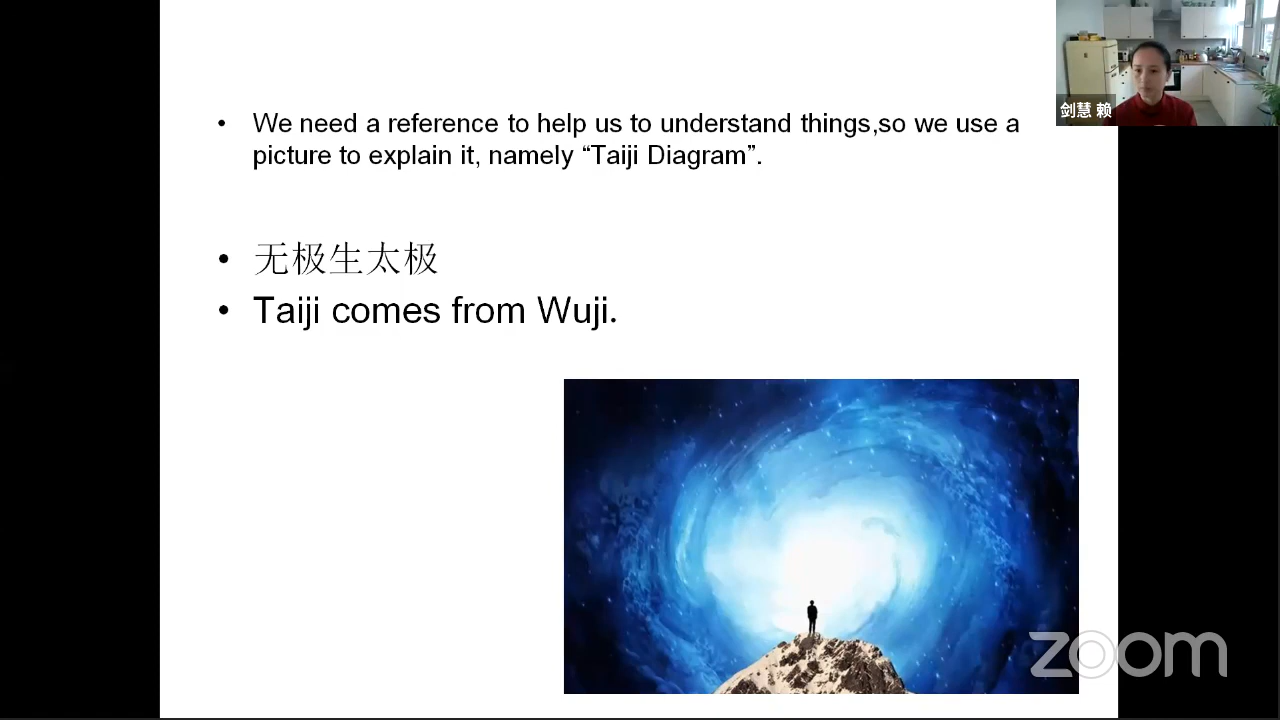 We need a reference to help us to understand things,so we use a
picture to explain it, namely “Taiji Diagram”.
无极生太极
Taiji comes from Wuji.
剑慧 赖
zoom